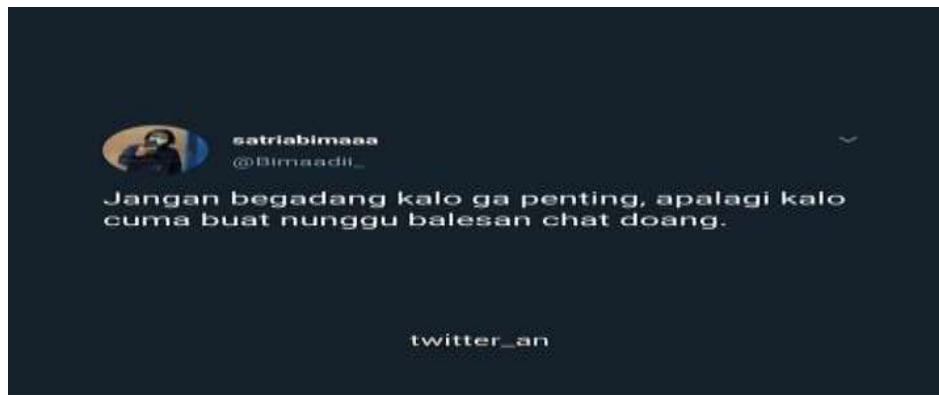 satriabimaaa
@Bimaadii_
Jangan begadang kalo ga penting, apalagi kalo
cuma buat nunggu balesan chat doang.
twitter_an